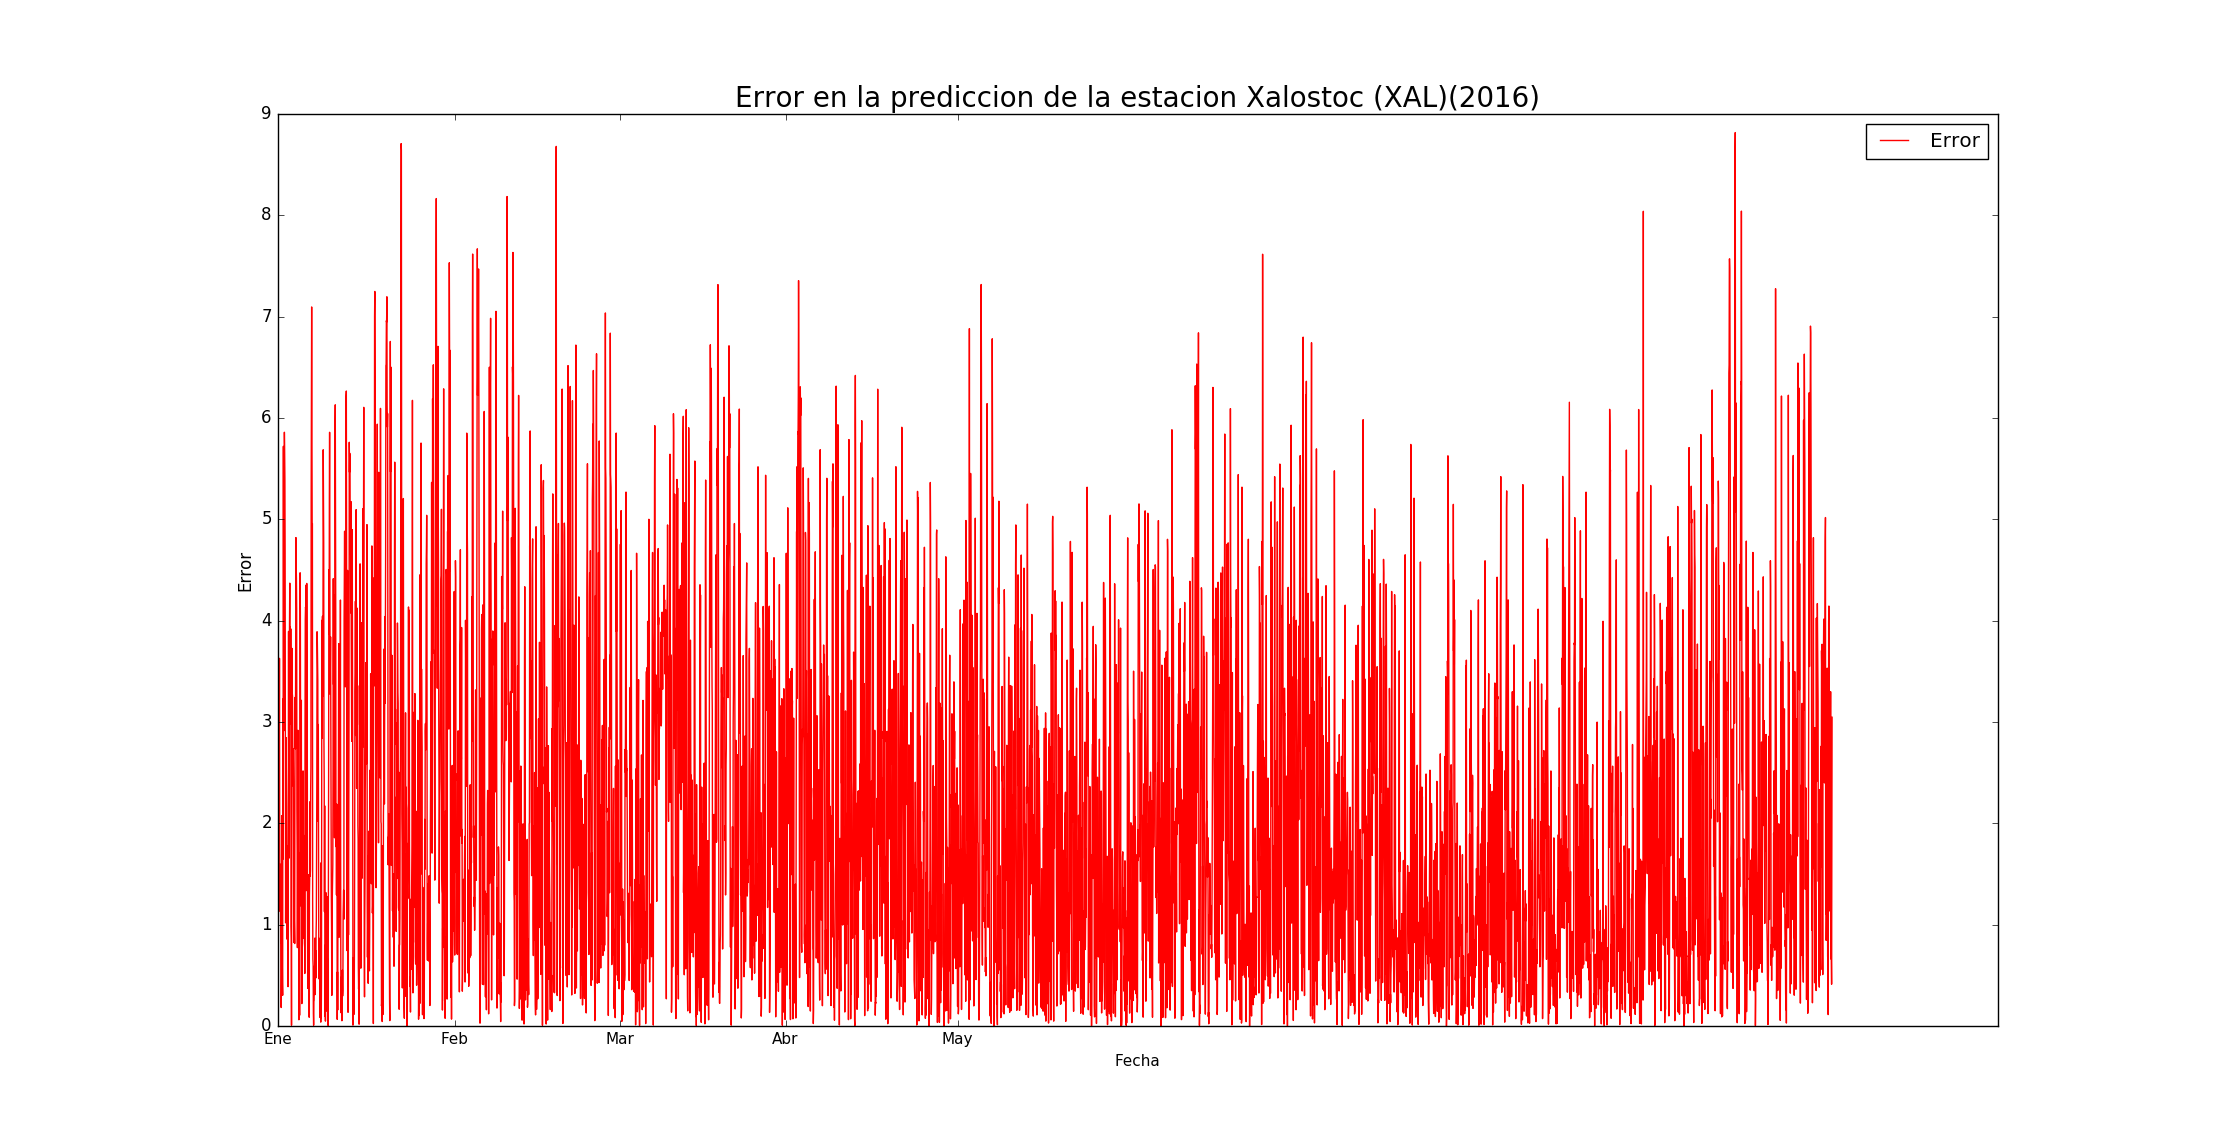 Error en la prediccion de la estacion Xalostoc (XAL)(2016)
Error
9
8
7
6
5
4
3
2
1
0
Error
Ene Feb Mar Abr May
Fecha